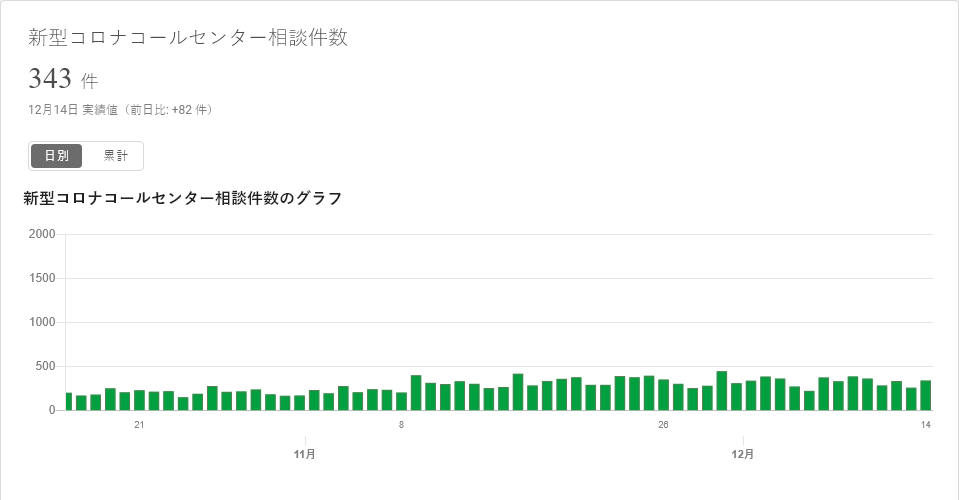 新型コロナコールセンター相談件数
343 件
12月14日 実績値（前日比: +82 件）
日別 累計
新型コロナコールセンター相談件数のグラフ
2000
1500
1000
500
0
21 8 26 14
11月 12月